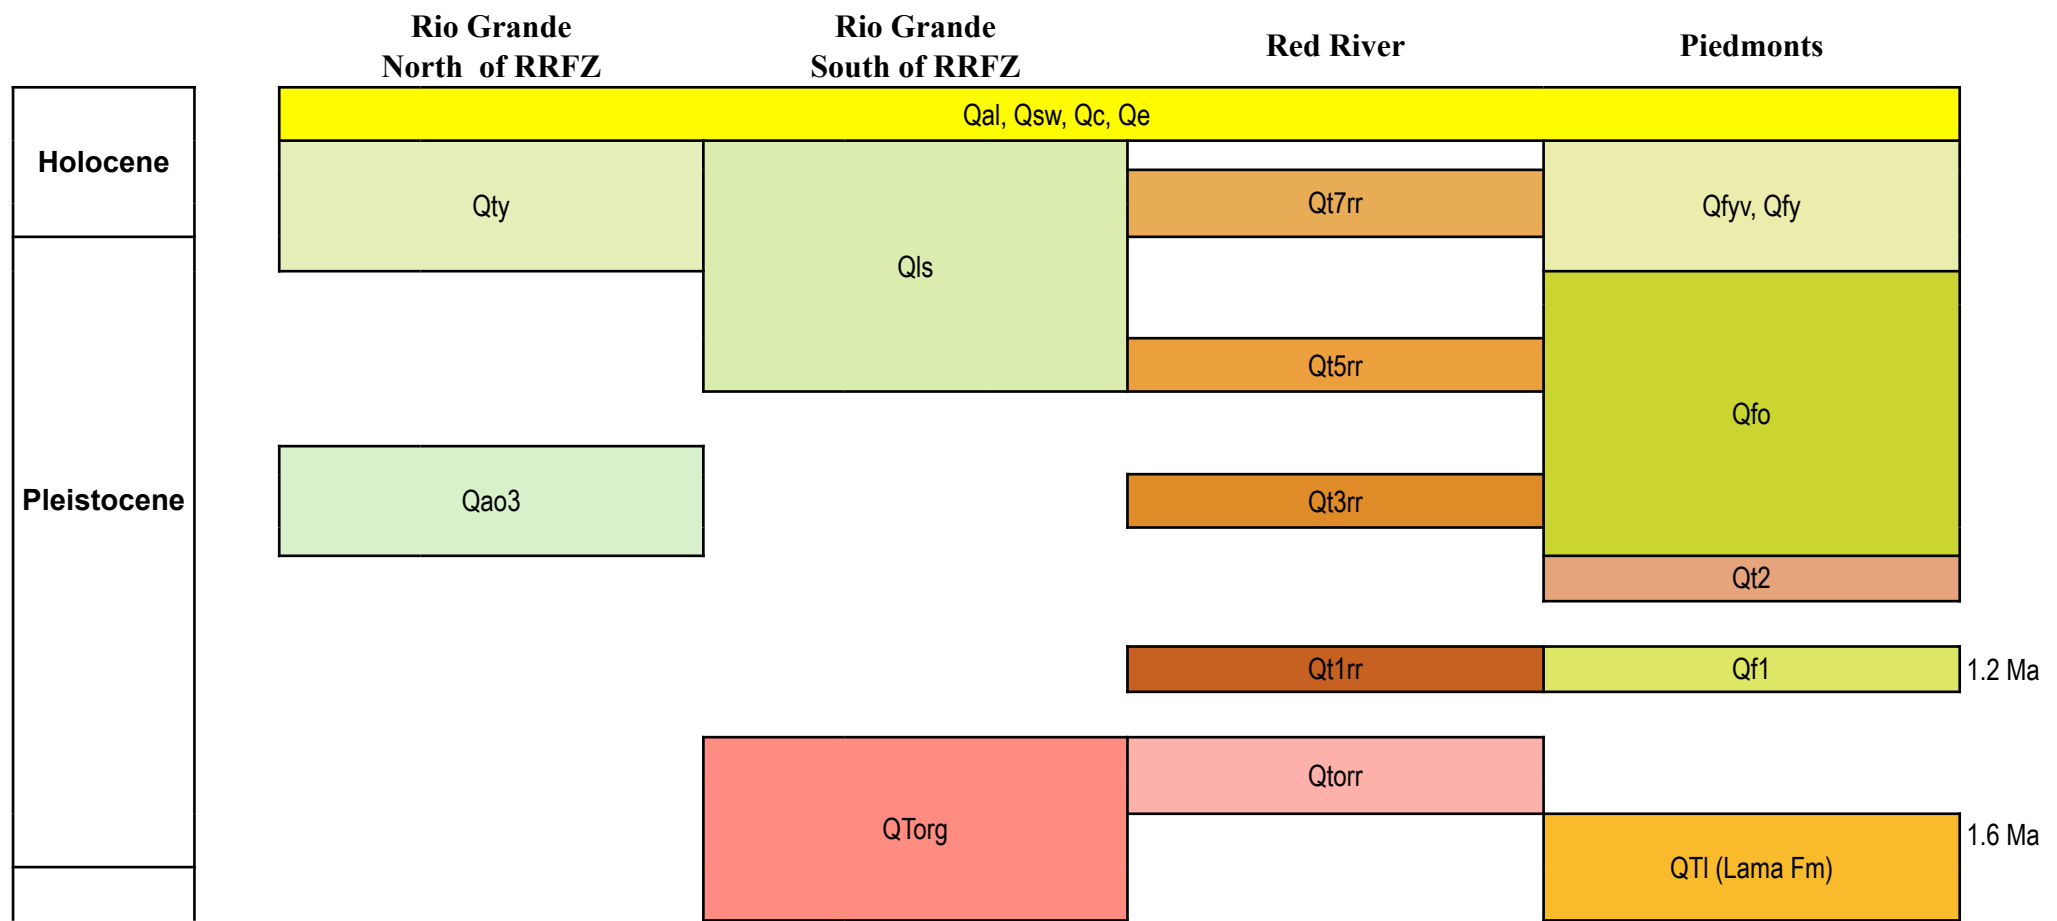 Rio Grande
North of RRFZ
Rio Grande
South of RRFZ
Red River
Piedmonts
Qal, Qsw, Qc, Qe
Holocene
Qty
Qls
Qt7rr
Qfyv, Qfy
Qt5rr
Qfo
Pleistocene
Qao3
Qt3rr
Qt2
Qt1rr
Qf1
1.2 Ma
Qtorr
QTorg
1.6 Ma
QTl (Lama Fm)